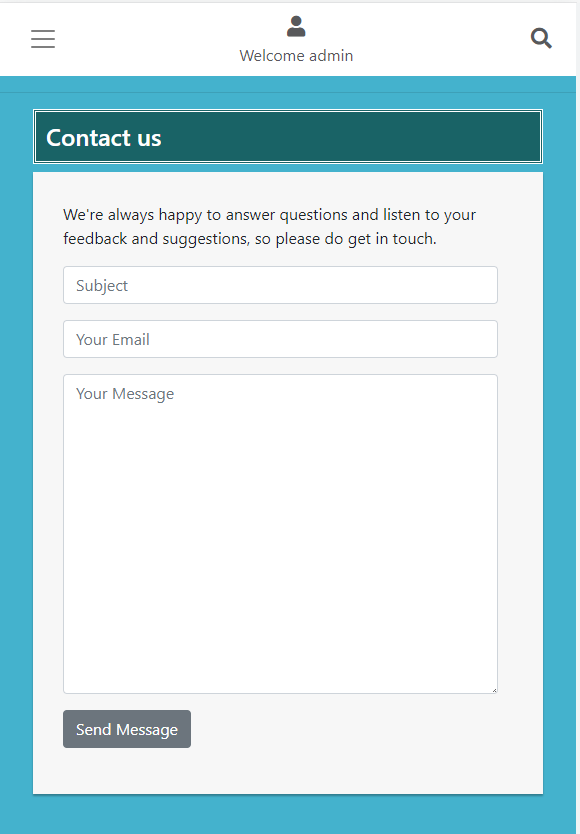 Welcome admin
Contact us
We're always happy to answer questions and listen to your
feedback and suggestions, so please do get in touch.
Subject
Your Email
Your Message
Send Message